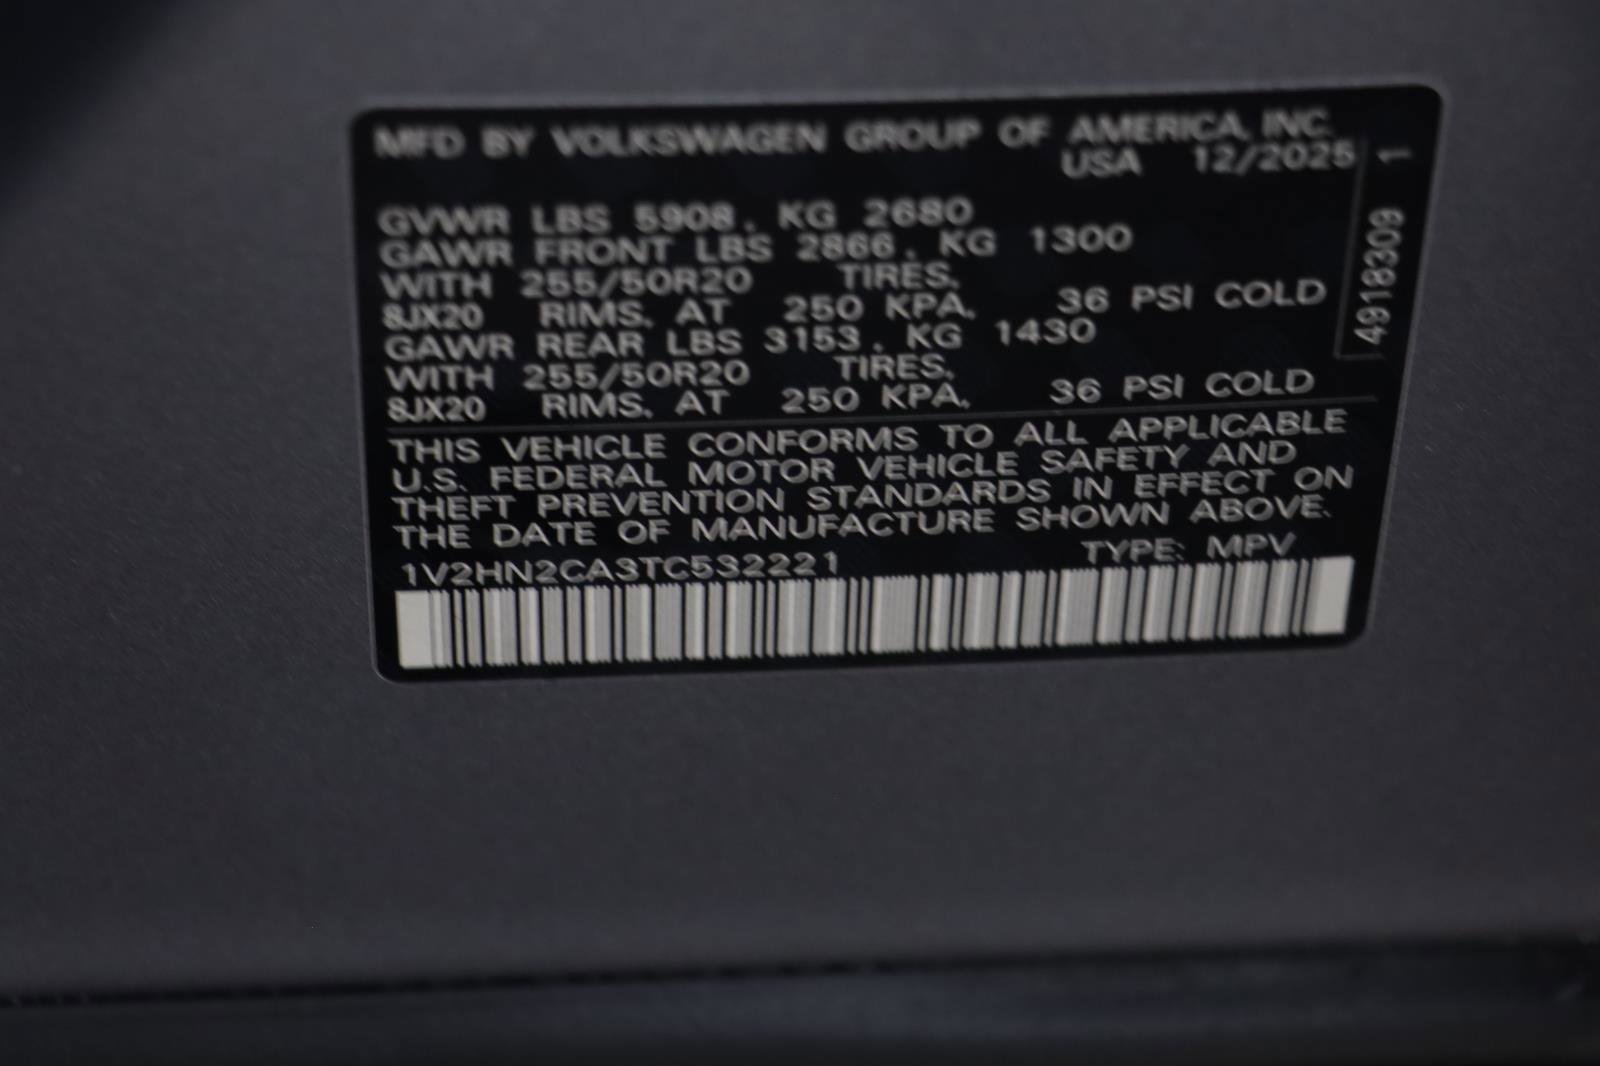 MFD BY VOLKSWAGEN GROUP OF AMERICA, INC.
USA 12/2025
GVWR LBS 5908, KG 2680
GAWR FRONT LBS 2866, KG 1300
WITH 255/50R20 TIRES,
8JX20 RIMS, AT 250 KPA, 36 PSI COLD
GAWR REAR LBS 3153, KG 1430
WITH 255/50R20 TIRES,
8JX20 RIMS, AT 250 KPA, 36 PSI COLD
THIS VEHICLE CONFORMS TO ALL APPLICABLE
U.S. FEDERAL MOTOR VEHICLE SAFETY AND
THEFT PREVENTION STANDARDS IN EFFECT ON
THE DATE OF MANUFACTURE SHOWN ABOVE.
1V2HN2CA3TC532221 TYPE: MPV
49183091 1